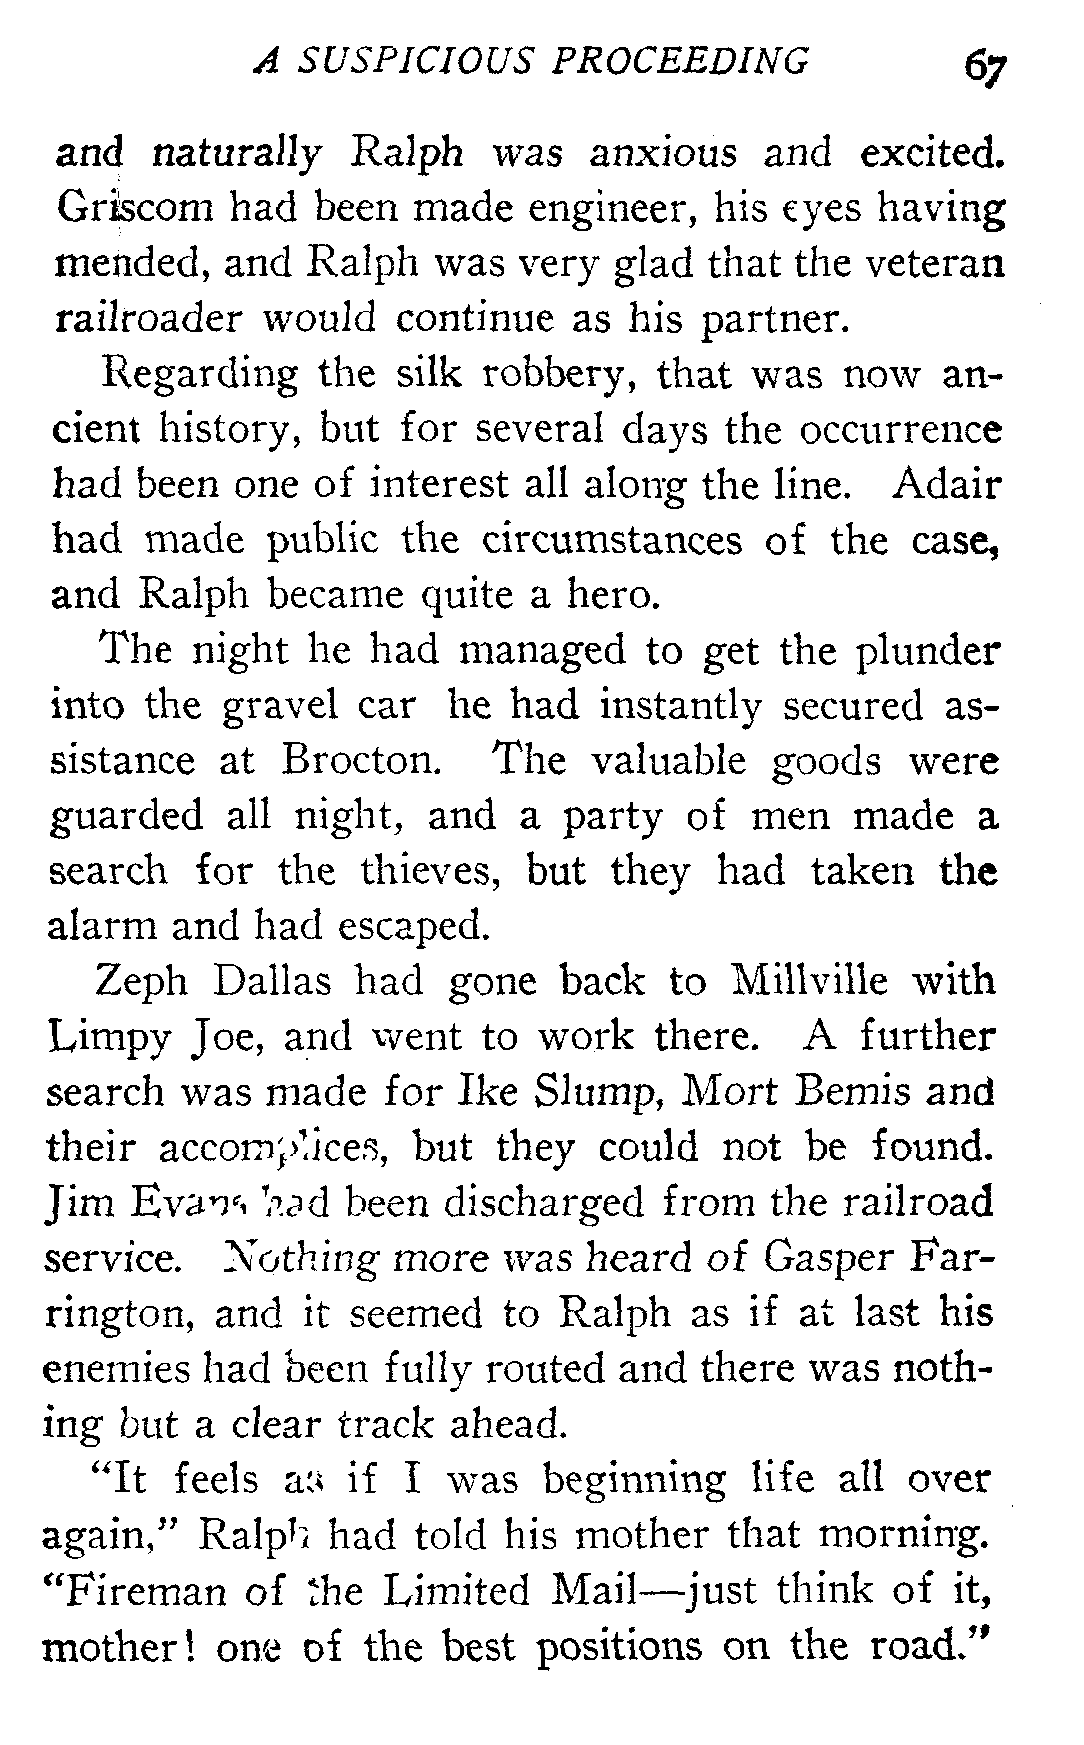 A SUSPICIOUS PROCEEDING 67
and naturally Ralph was anxious and excited.
Griscom had been made engineer, his eyes having
mended, and Ralph was very glad that the veteran
railroader would continue as his partner.
Regarding the silk robbery, that was now an-
cient history, but for several days the occurrence
had been one of interest all along the line. Adair
had made public the circumstances of the case,
and Ralph became quite a hero.
The night he had managed to get the plunder
into the gravel car he had instantly secured as-
sistance at Brocton. The valuable goods were
guarded all night, and a party of men made a
search for the thieves, but they had taken the
alarm and had escaped.
Zeph Dallas had gone back to Millville with
Limpy Joe, and went to work there. A further
search was made for Ike Slump, Mort Bemis and
their accomplices, but they could not be found.
Jim Evans had been discharged from the railroad
service. Nothing more was heard of Gasper Far-
rington, and it seemed to Ralph as if at last his
enemies had been fully routed and there was noth-
ing but a clear track ahead.
"It feels as if I was beginning life all over
again," Ralph had told his mother that morning.
"Fireman of the Limited Mail—just think of it,
mother! one of the best positions on the road."